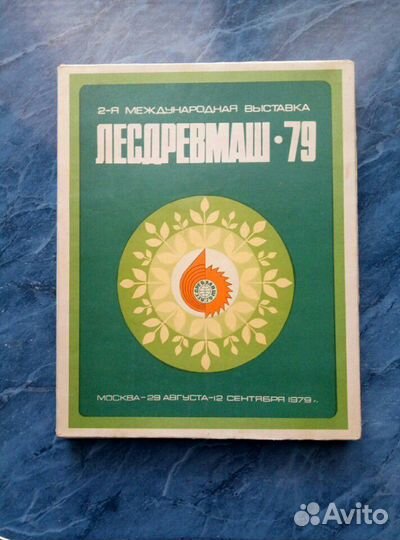 2-Я МЕЖДУНАРОДНАЯ ВЫСТАВКА
ЛЕСДРЕВМАШ · 79
МОСКВА – 29 АВГУСТА – 12 СЕНТЯБРЯ 1979 г.
Avito